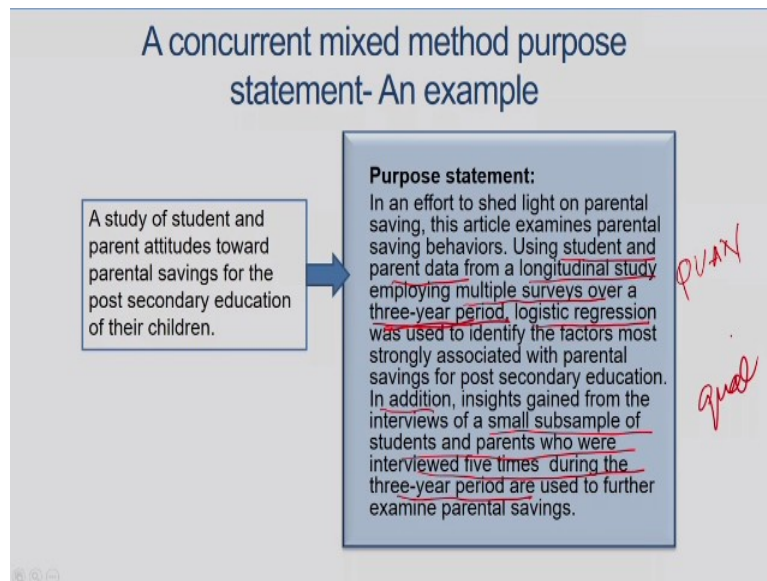 A concurrent mixed method purpose
statement- An example
A study of student and
parent attitudes toward
parental savings for the
post secondary education
of their children.
Purpose statement:
In an effort to shed light on parental
saving, this article examines parental
saving behaviors. Using student and
parent data from a longitudinal study
employing multiple surveys over a
three-year period, logistic regression
was used to identify the factors most
strongly associated with parental
savings for post secondary education.
In addition, insights gained from the
interviews of a small subsample of
students and parents who were
interviewed five times during the
three-year period are used to further
examine parental savings.
QUAN
qual